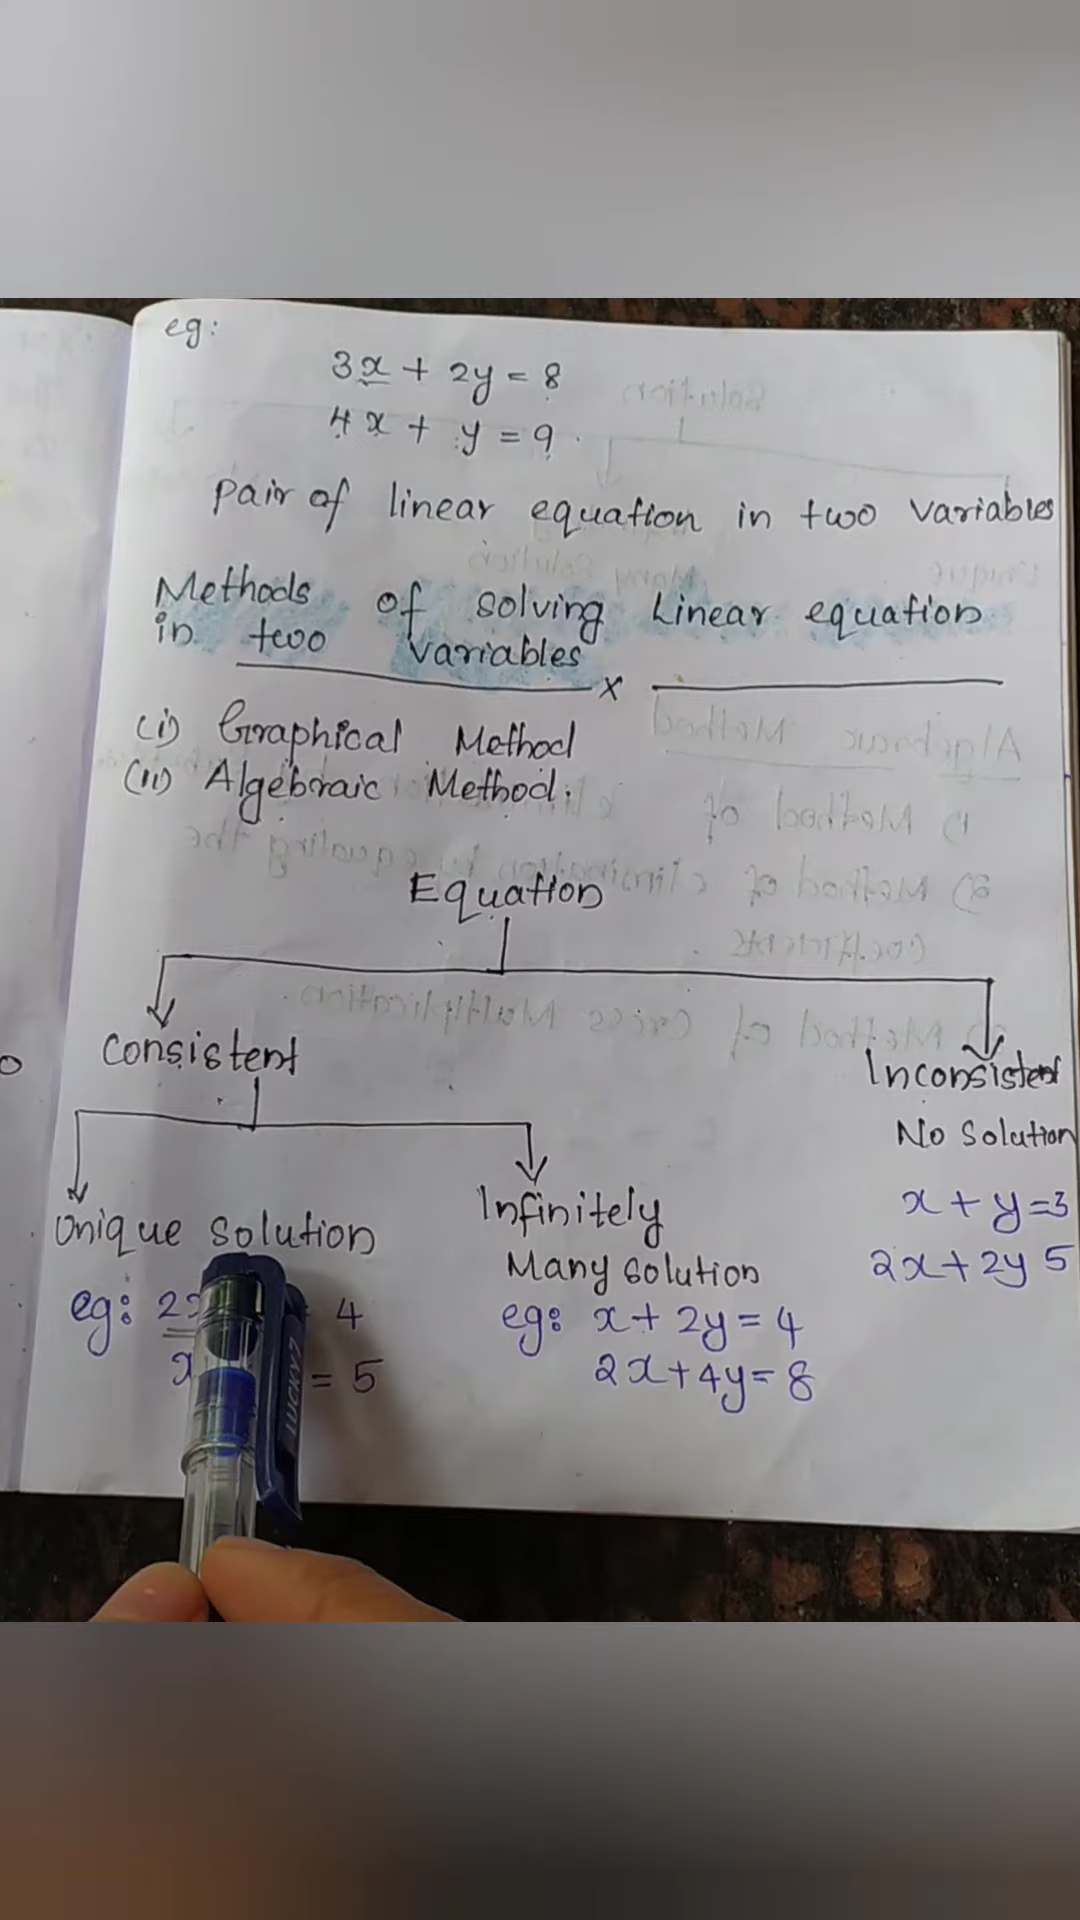 eg:
3x + 2y = 8
4x + y = 9
pair of linear equation in two variables
Methods of solving Linear equation
in two variables
x
(i) Graphical Method
(ii) Algebraic Method.
Equation
Consistent
Inconsistent
No Solution
x + y = 3
2x + 2y 5
Unique solution
eg: 2x = 4
x = 5
Infinitely
Many solution
eg: x + 2y = 4
2x + 4y = 8
LUCKY